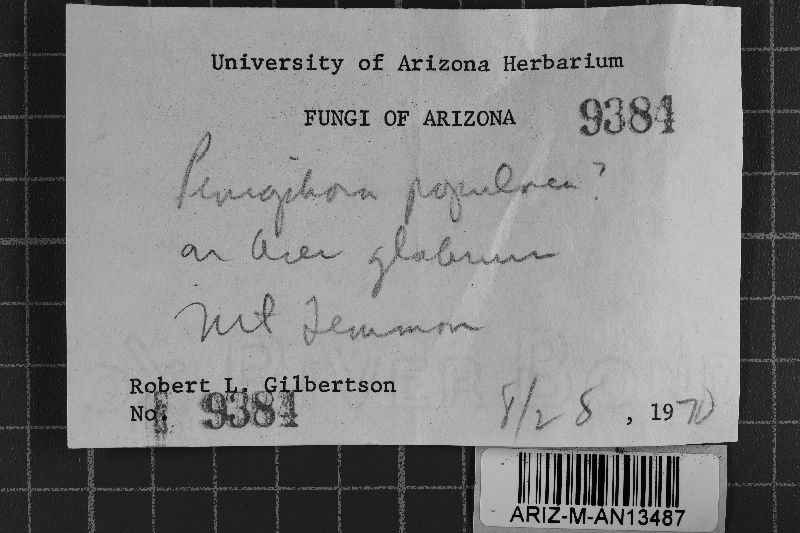 University of Arizona Herbarium
FUNGI OF ARIZONA 9384
Peniophora populnea?
on Acer glabrum
Mt Lemmon
Robert L. Gilbertson
No. 9384 8/28, 1970
ARIZ-M-AN13487